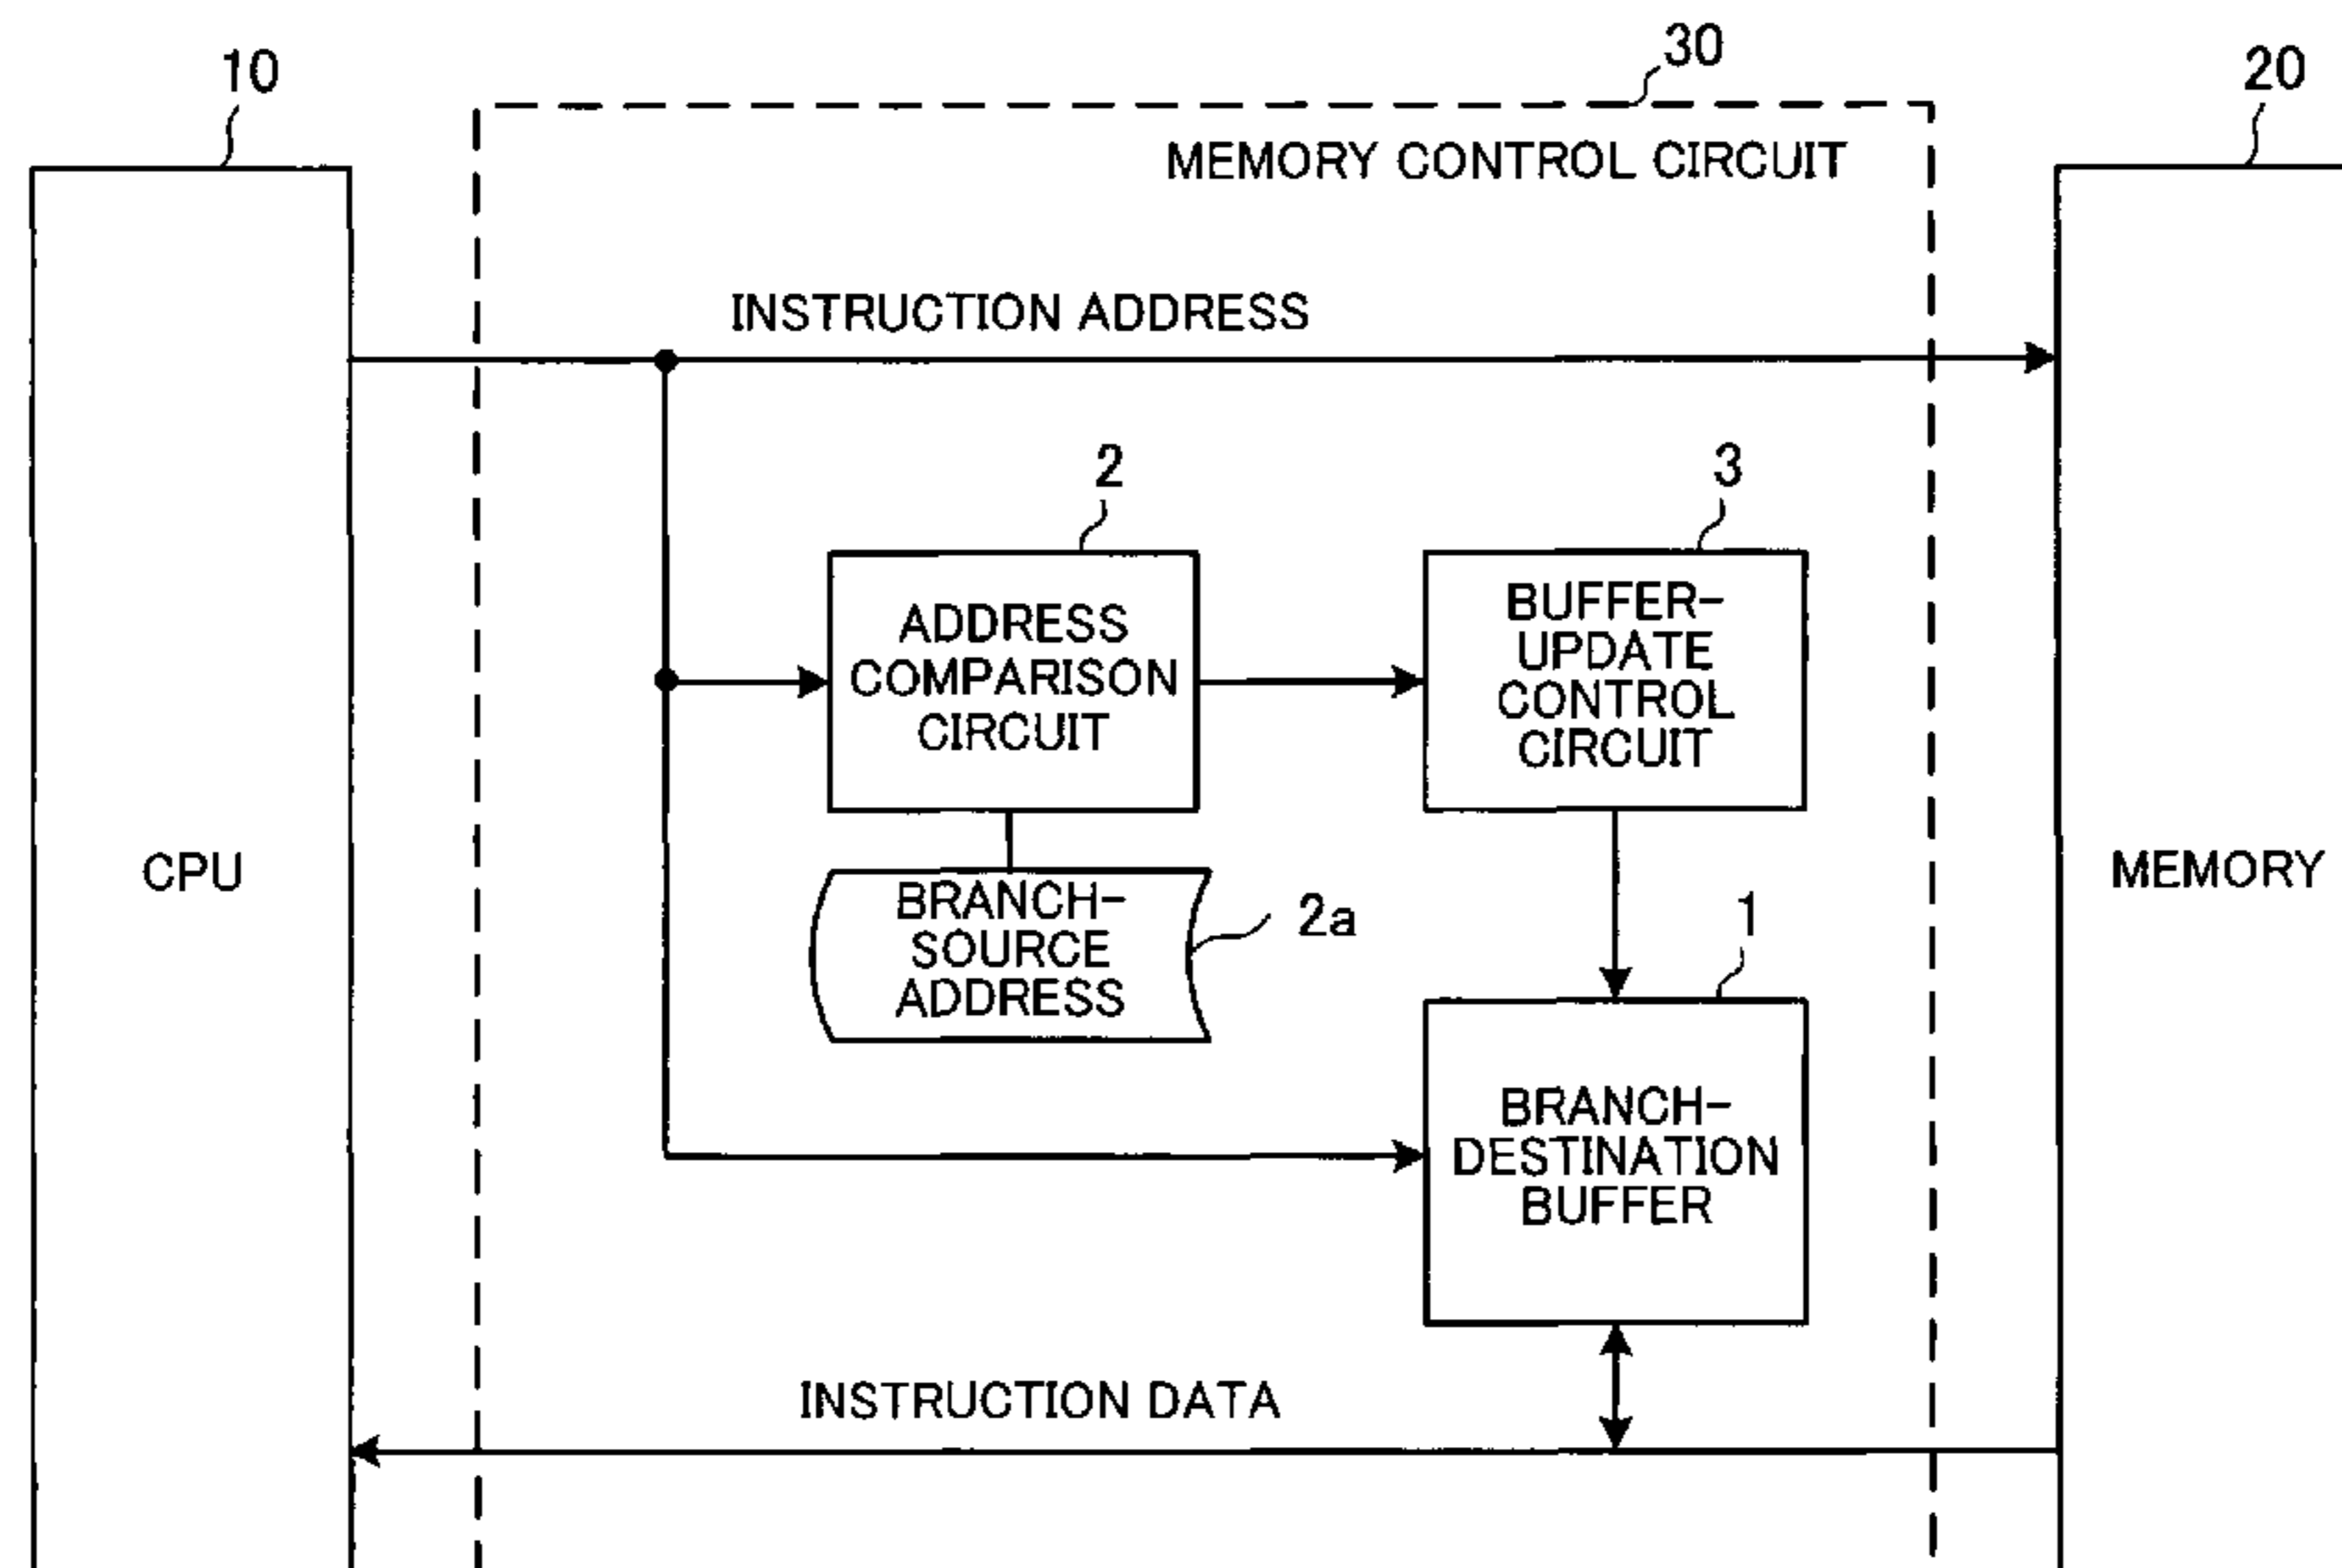 10
30
20
MEMORY CONTROL CIRCUIT
INSTRUCTION ADDRESS
2
3
ADDRESS
COMPARISON
CIRCUIT
BUFFER-
UPDATE
CONTROL
CIRCUIT
CPU
MEMORY
BRANCH-
SOURCE
ADDRESS
2a
1
BRANCH-
DESTINATION
BUFFER
INSTRUCTION DATA